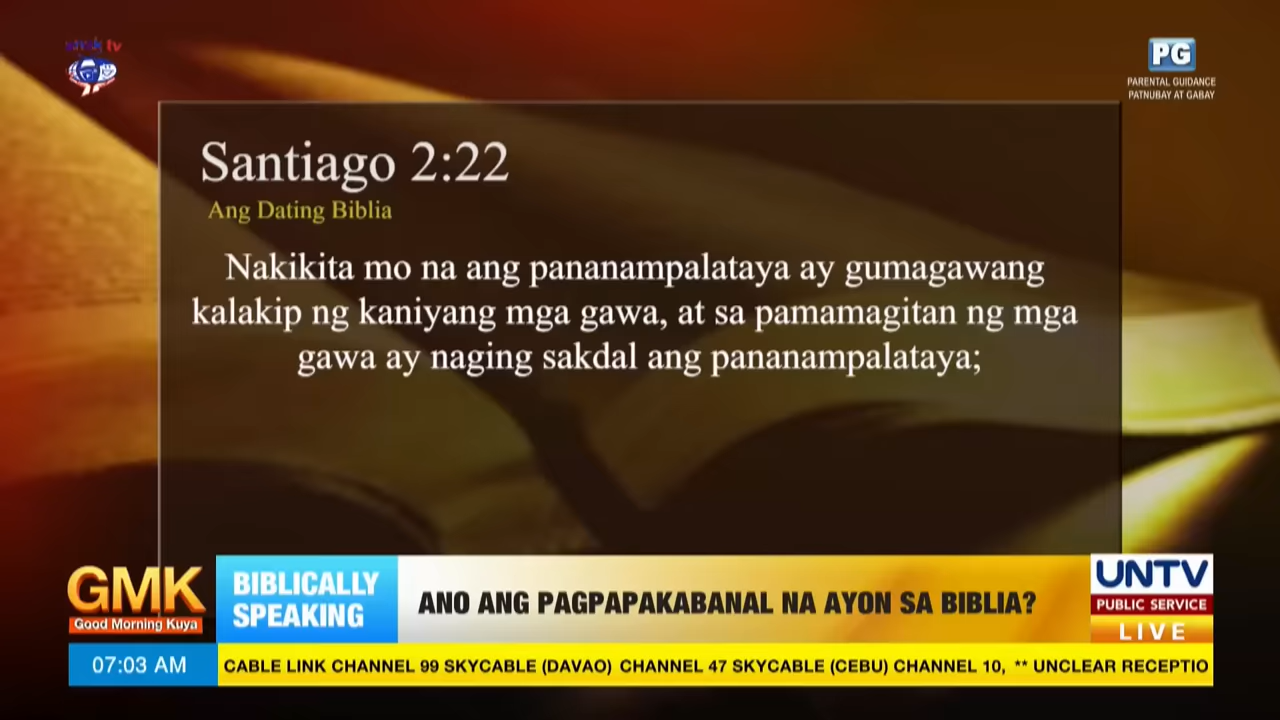 PG
PARENTAL GUIDANCE
PATNUBAY AT GABAY
Santiago 2:22
Ang Dating Biblia
Nakikita mo na ang pananampalataya ay gumagawang
kalakip ng kaniyang mga gawa, at sa pamamagitan ng mga
gawa ay naging sakdal ang pananampalataya;
GMK
Good Morning Kuya
BIBLICALLY
SPEAKING
ANO ANG PAGPAPAKABANAL NA AYON SA BIBLIA?
UNTV
PUBLIC SERVICE
LIVE
07:03 AM
CABLE LINK CHANNEL 99 SKYCABLE (DAVAO) CHANNEL 47 SKYCABLE (CEBU) CHANNEL 10, ** UNCLEAR RECEPTIO